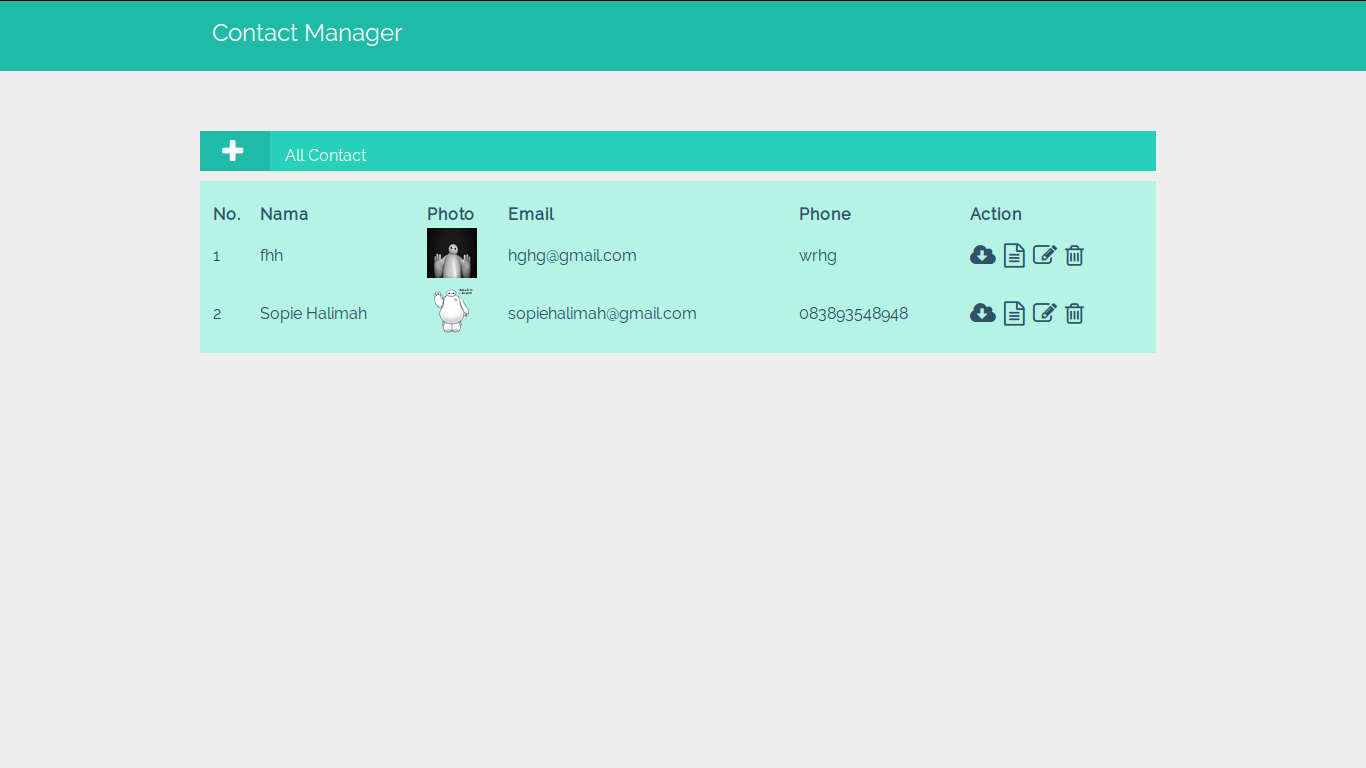 Contact Manager
All Contact
No. Nama Photo Email Phone Action
1 fhh hghg@gmail.com wrhg
2 Sopie Halimah sopiehalimah@gmail.com 083893548948